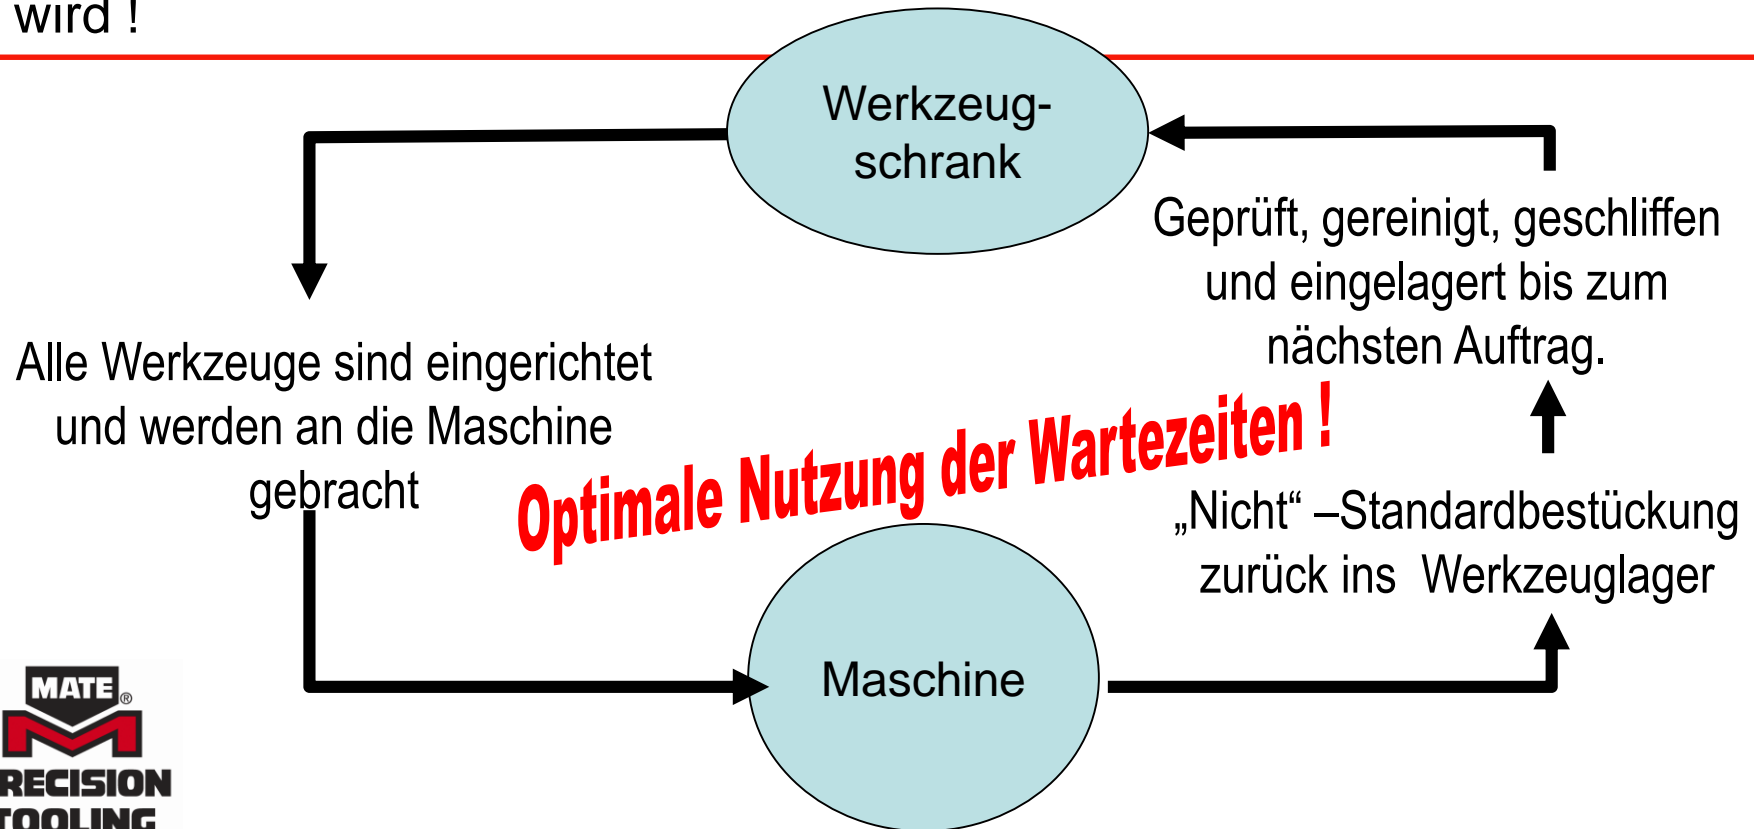 wird !
Werkzeug-
schrank
Geprüft, gereinigt, geschliffen
und eingelagert bis zum
nächsten Auftrag.
Alle Werkzeuge sind eingerichtet
und werden an die Maschine
gebracht
Optimale Nutzung der Wartezeiten !
„Nicht“ –Standardbestückung
zurück ins Werkzeuglager
Maschine
MATE®
RECISION
TOOLING